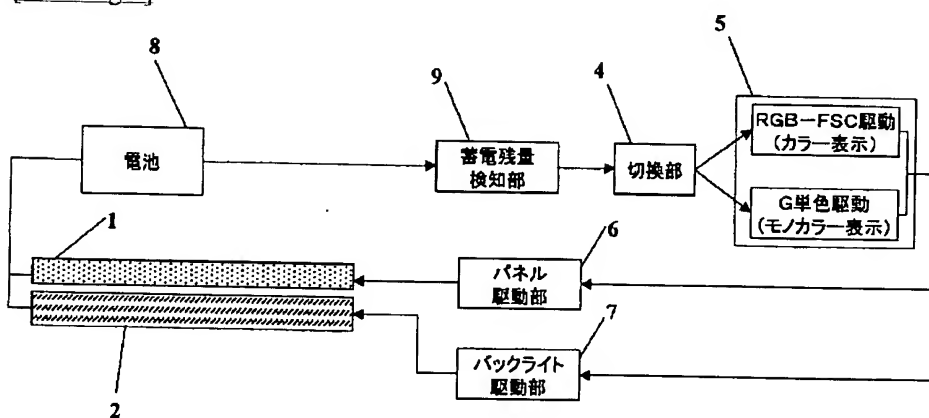 8
9
4
5
電池
蓄電残量
検知部
切換部
RGB-FSC駆動
(カラー表示)
G単色駆動
(モノカラー表示)
1
6
パネル
駆動部
7
バックライト
駆動部
2